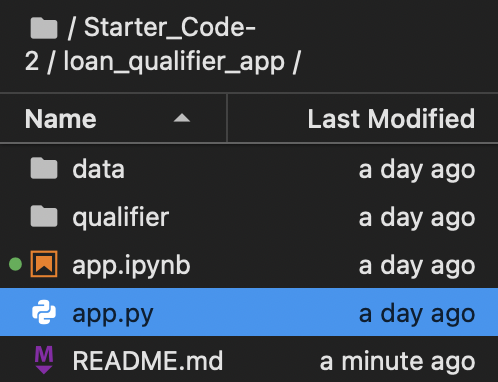 / Starter_Code-
2 / loan_qualifier_app /
Name Last Modified
data a day ago
qualifier a day ago
app.ipynb a day ago
app.py a day ago
M README.md a minute ago